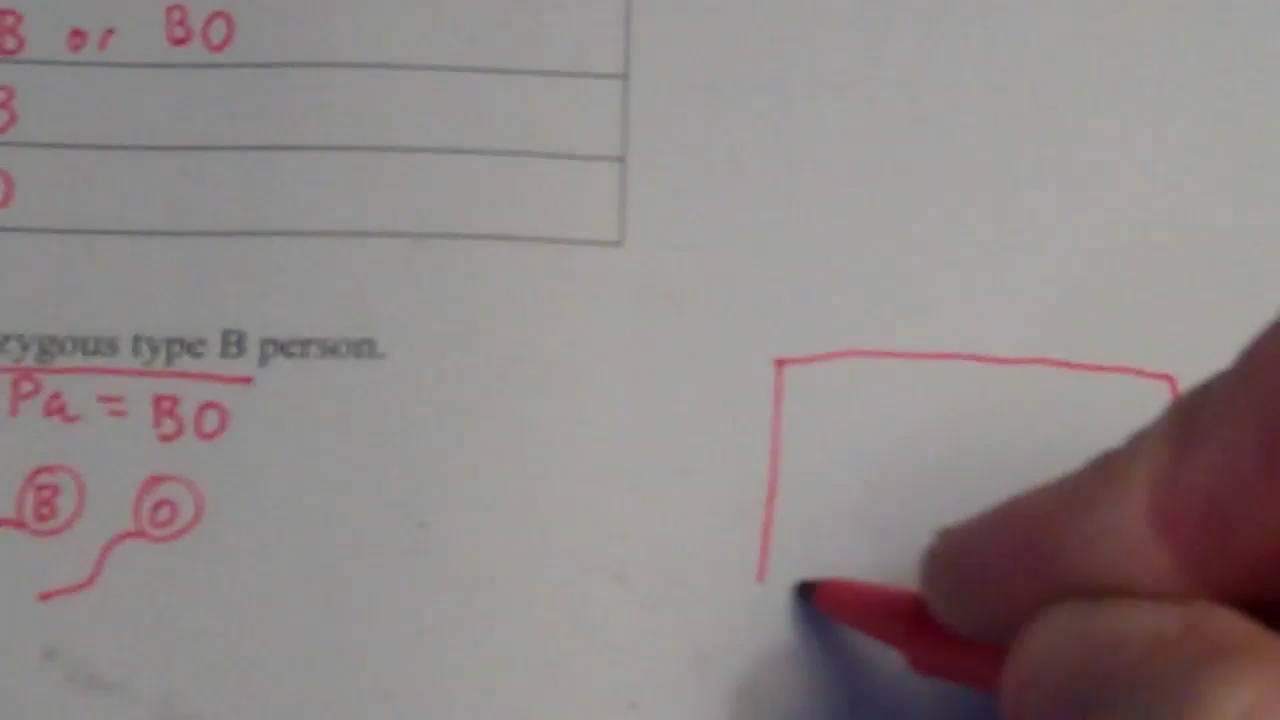 B or BO
B
O
zygous type B person.
Pa = BO
B O